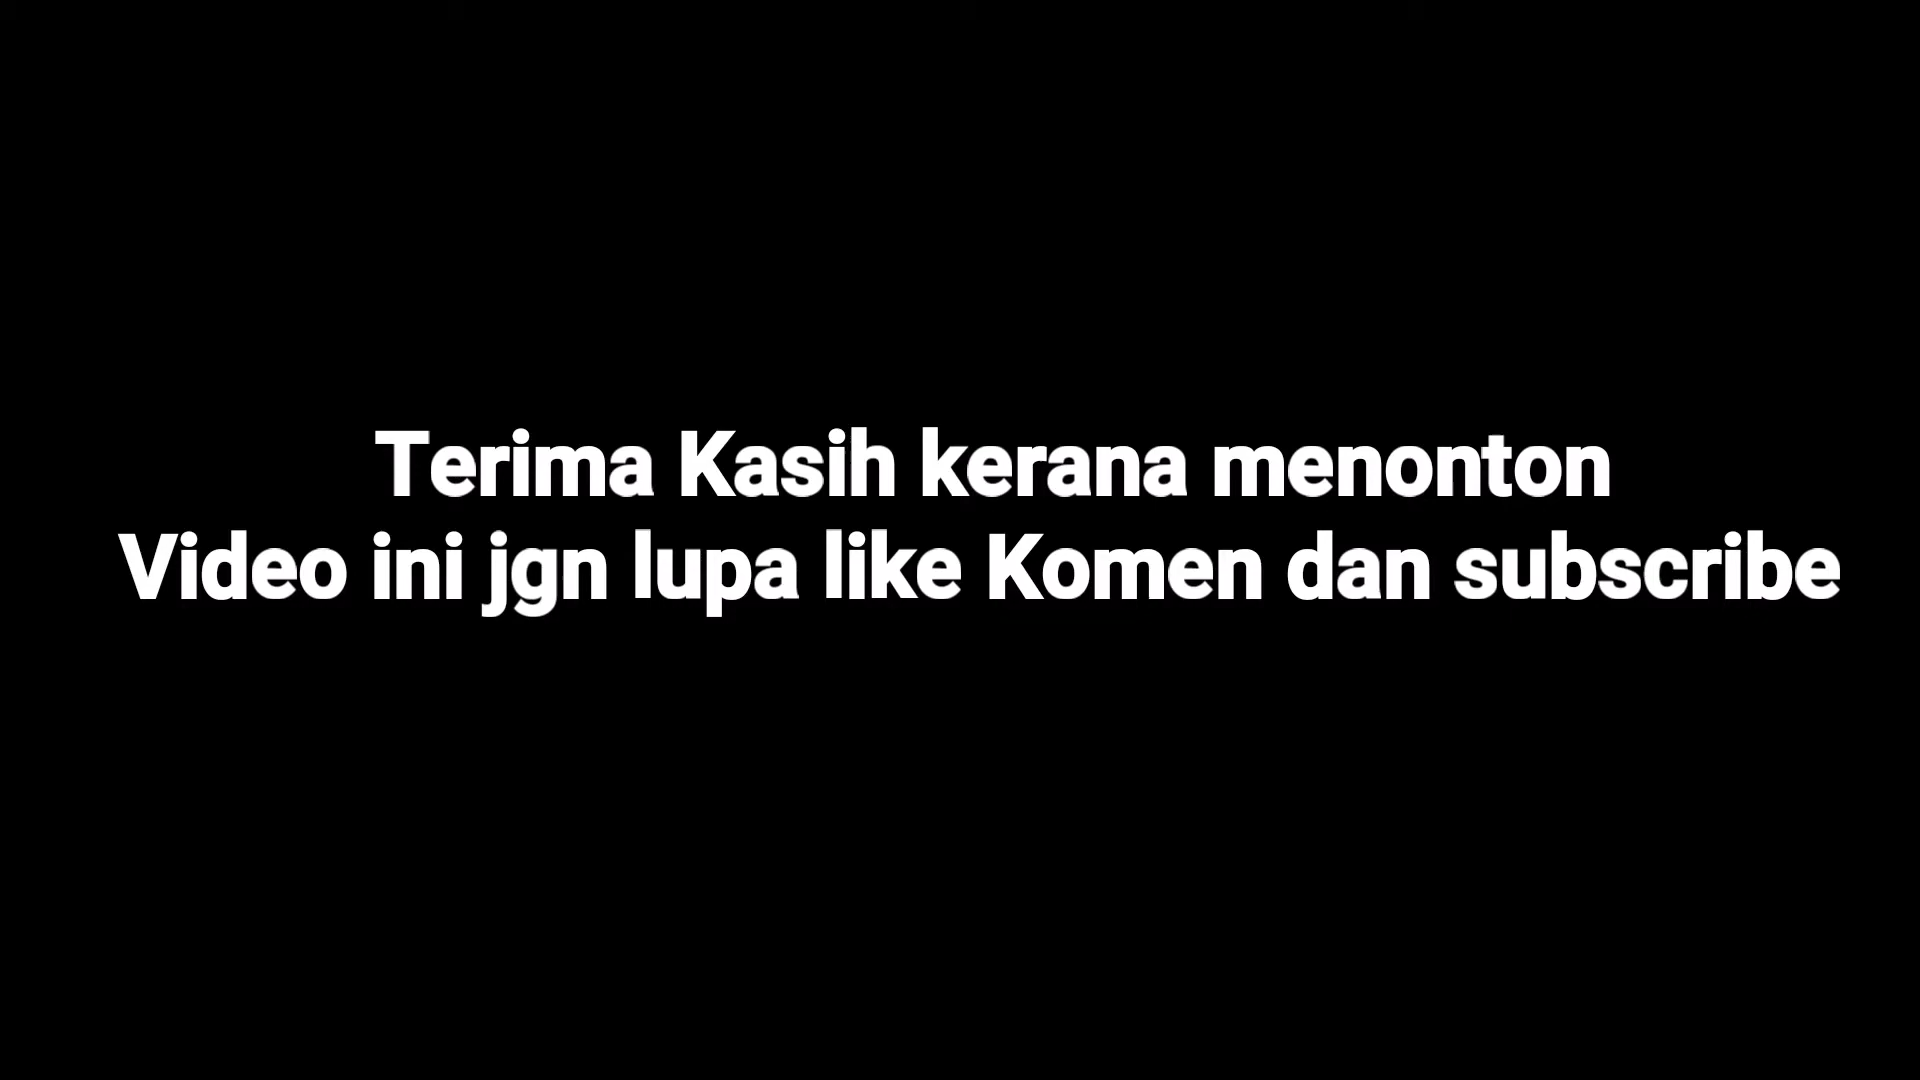 Terima Kasih kerana menonton
Video ini jgn lupa like Komen dan subscribe